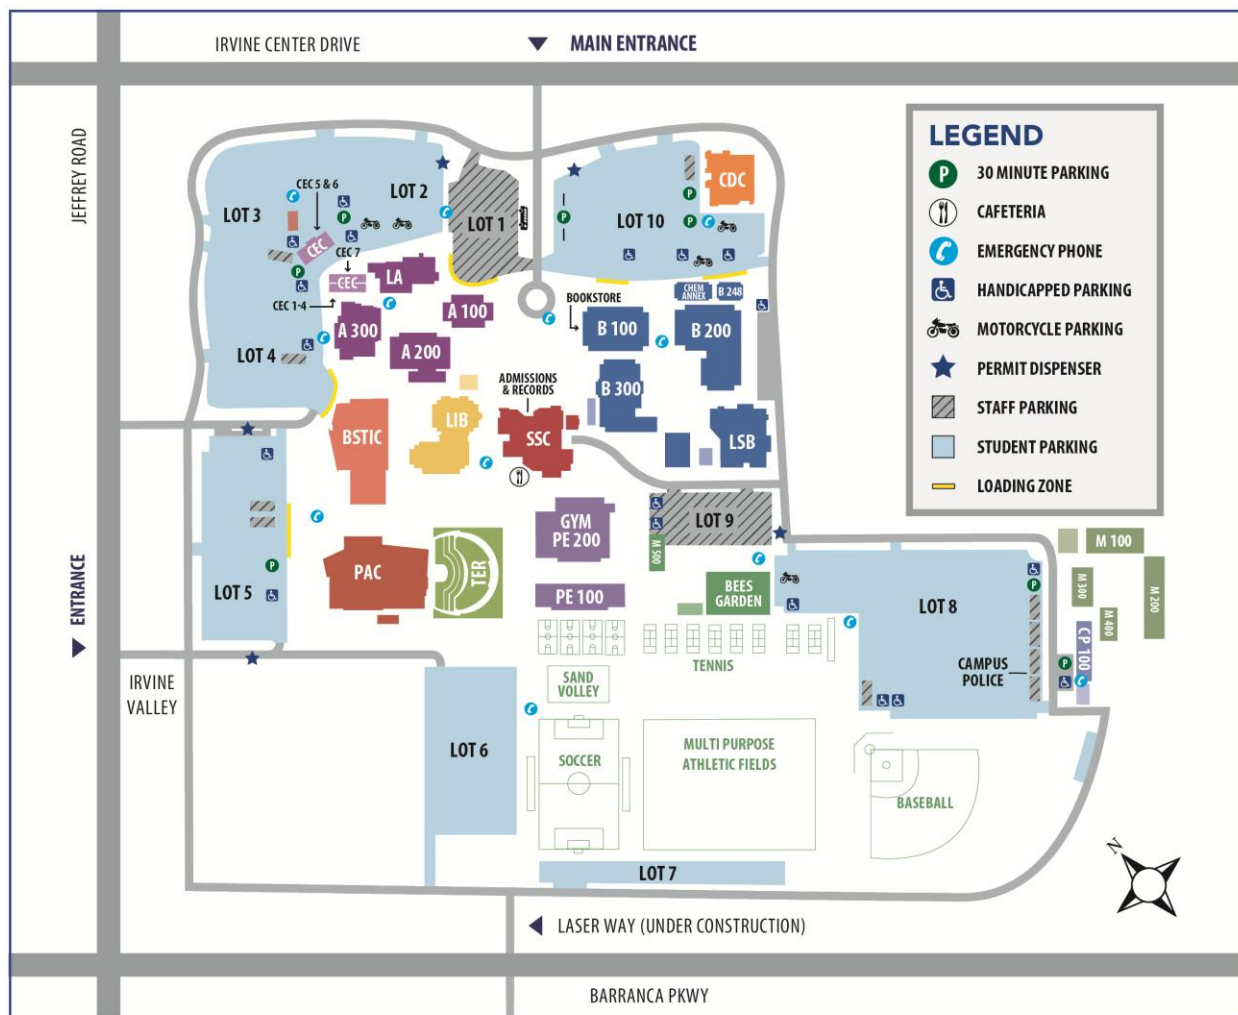 IRVINE CENTER DRIVE
MAIN ENTRANCE
JEFFREY ROAD
LEGEND
P 30 MINUTE PARKING
CAFETERIA
EMERGENCY PHONE
HANDICAPPED PARKING
MOTORCYCLE PARKING
PERMIT DISPENSER
STAFF PARKING
STUDENT PARKING
LOADING ZONE
CEC 5 & 6
LOT 2
LOT 3
LOT 1
P
P
LOT 10
CDC
P
P
CEC
CEC 7
P
CEC
LA
CEC 1-4
A 300
A 100
A 200
LOT 4
BOOKSTORE
B 100
CHEM
ANNEX
B 248
B 200
B 300
ADMISSIONS
& RECORDS
LIB
SSC
LSB
BSTIC
GYM
PE 200
LOT 9
M 500
PAC
TER
PE 100
BEES
GARDEN
P
LOT 5
ENTRANCE
IRVINE
VALLEY
LOT 8
P
M 100
M 200
M 300
M 400
CP 100
P
CAMPUS
POLICE
TENNIS
SAND
VOLLEY
LOT 6
SOCCER
MULTI PURPOSE
ATHLETIC FIELDS
BASEBALL
LOT 7
N
LASER WAY (UNDER CONSTRUCTION)
BARRANCA PKWY